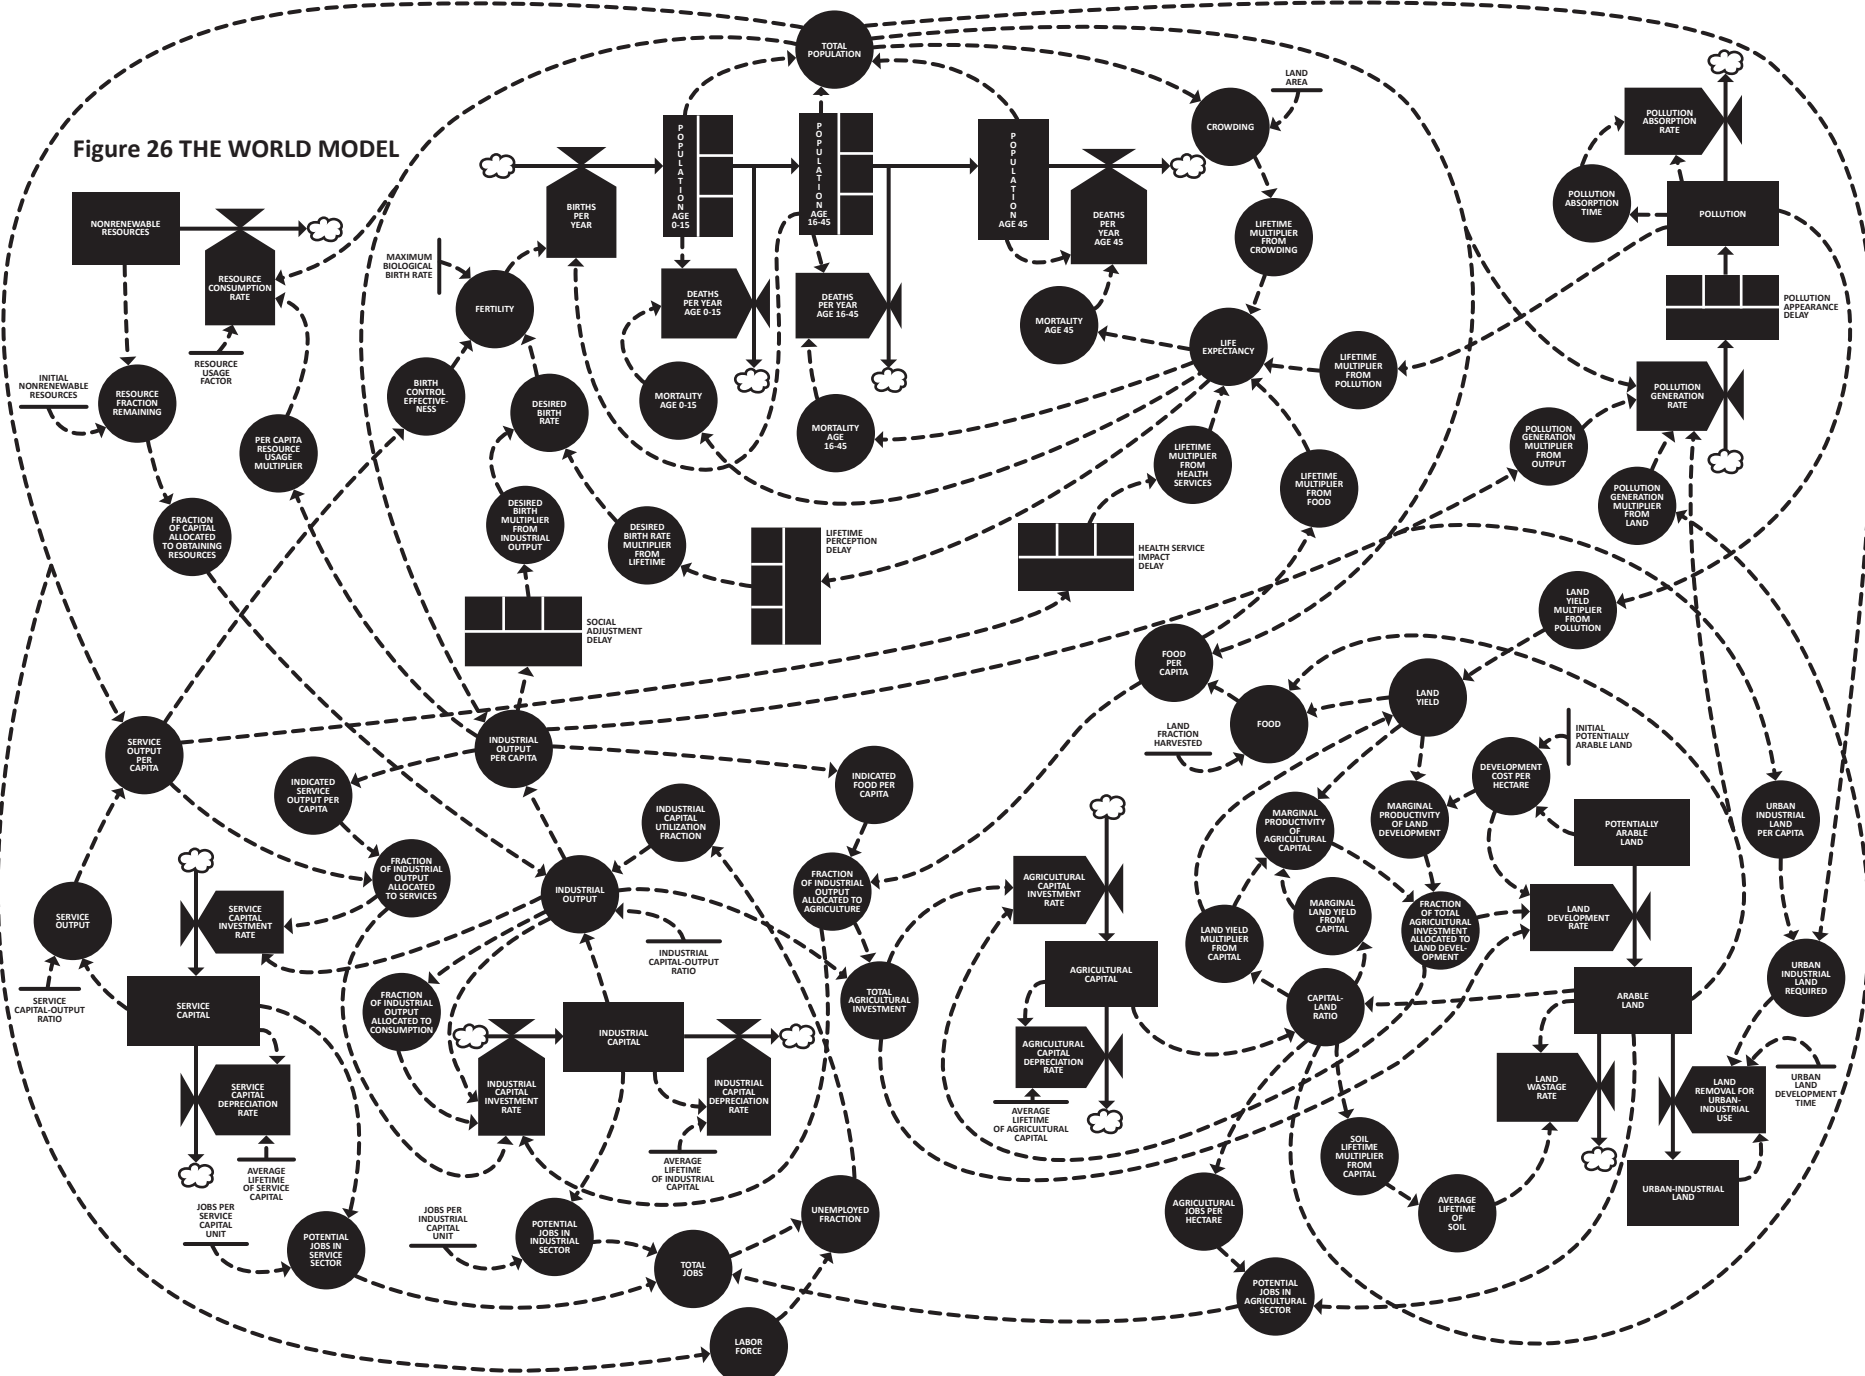 Figure 26 THE WORLD MODEL
TOTAL
POPULATION
LAND
AREA
CROWDING
POLLUTION
ABSORPTION
RATE
POLLUTION
ABSORPTION
TIME
POLLUTION
POLLUTION
APPEARANCE
DELAY
NONRENEWABLE
RESOURCES
RESOURCE
CONSUMPTION
RATE
MAXIMUM
BIOLOGICAL
BIRTH RATE
BIRTHS
PER
YEAR
POPULATION
AGE
0-15
POPULATION
AGE
16-45
POPULATION
AGE 45
DEATHS
PER
YEAR
AGE 45
LIFETIME
MULTIPLIER
FROM
CROWDING
FERTILITY
DEATHS
PER YEAR
AGE 0-15
DEATHS
PER YEAR
AGE 16-45
MORTALITY
AGE 45
LIFE
EXPECTANCY
LIFETIME
MULTIPLIER
FROM
POLLUTION
POLLUTION
GENERATION
RATE
INITIAL
NONRENEWABLE
RESOURCES
RESOURCE
USAGE
FACTOR
RESOURCE
FRACTION
REMAINING
BIRTH
CONTROL
EFFECTIVE-
NESS
DESIRED
BIRTH
RATE
MORTALITY
AGE 0-15
MORTALITY
AGE
16-45
PER CAPITA
RESOURCE
USAGE
MULTIPLIER
LIFETIME
MULTIPLIER
FROM
HEALTH
SERVICES
LIFETIME
MULTIPLIER
FROM
FOOD
POLLUTION
GENERATION
MULTIPLIER
FROM
OUTPUT
POLLUTION
GENERATION
MULTIPLIER
FROM
LAND
FRACTION
OF CAPITAL
ALLOCATED
TO OBTAINING
RESOURCES
DESIRED
BIRTH
MULTIPLIER
FROM
INDUSTRIAL
OUTPUT
DESIRED
BIRTH RATE
MULTIPLIER
FROM
LIFETIME
LIFETIME
PERCEPTION
DELAY
HEALTH SERVICE
IMPACT
DELAY
SOCIAL
ADJUSTMENT
DELAY
LAND
YIELD
MULTIPLIER
FROM
POLLUTION
FOOD
PER
CAPITA
LAND
YIELD
FOOD
LAND
FRACTION
HARVESTED
INITIAL
POTENTIALLY
ARABLE LAND
SERVICE
OUTPUT
PER
CAPITA
INDUSTRIAL
OUTPUT
PER CAPITA
INDICATED
SERVICE
OUTPUT PER
CAPITA
INDUSTRIAL
CAPITAL
UTILIZATION
FRACTION
INDICATED
FOOD PER
CAPITA
DEVELOPMENT
COST PER
HECTARE
MARGINAL
PRODUCTIVITY
OF
AGRICULTURAL
CAPITAL
MARGINAL
PRODUCTIVITY
OF LAND
DEVELOPMENT
POTENTIALLY
ARABLE
LAND
URBAN
INDUSTRIAL
LAND
PER CAPITA
FRACTION
OF INDUSTRIAL
OUTPUT
ALLOCATED
TO SERVICES
INDUSTRIAL
OUTPUT
FRACTION
OF INDUSTRIAL
OUTPUT
ALLOCATED TO
AGRICULTURE
AGRICULTURAL
CAPITAL
INVESTMENT
RATE
SERVICE
OUTPUT
SERVICE
CAPITAL
INVESTMENT
RATE
LAND YIELD
MULTIPLIER
FROM
CAPITAL
MARGINAL
LAND YIELD
FROM
CAPITAL
FRACTION
OF TOTAL
AGRICULTURAL
INVESTMENT
ALLOCATED TO
LAND DEVEL-
OPMENT
LAND
DEVELOPMENT
RATE
INDUSTRIAL
CAPITAL-OUTPUT
RATIO
SERVICE
CAPITAL-OUTPUT
RATIO
SERVICE
CAPITAL
FRACTION
OF INDUSTRIAL
OUTPUT
ALLOCATED TO
CONSUMPTION
TOTAL
AGRICULTURAL
INVESTMENT
AGRICULTURAL
CAPITAL
CAPITAL-
LAND
RATIO
ARABLE
LAND
URBAN
INDUSTRIAL
LAND
REQUIRED
INDUSTRIAL
CAPITAL
AGRICULTURAL
CAPITAL
DEPRECIATION
RATE
SERVICE
CAPITAL
DEPRECIATION
RATE
INDUSTRIAL
CAPITAL
INVESTMENT
RATE
INDUSTRIAL
CAPITAL
DEPRECIATION
RATE
LAND
WASTAGE
RATE
LAND
REMOVAL FOR
URBAN-
INDUSTRIAL
USE
URBAN
LAND
DEVELOPMENT
TIME
AVERAGE
LIFETIME
OF AGRICULTURAL
CAPITAL
AVERAGE
LIFETIME
OF SERVICE
CAPITAL
AVERAGE
LIFETIME
OF INDUSTRIAL
CAPITAL
SOIL
LIFETIME
MULTIPLIER
FROM
CAPITAL
URBAN-INDUSTRIAL
LAND
JOBS PER
SERVICE
CAPITAL
UNIT
JOBS PER
INDUSTRIAL
CAPITAL
UNIT
POTENTIAL
JOBS IN
SERVICE
SECTOR
POTENTIAL
JOBS IN
INDUSTRIAL
SECTOR
UNEMPLOYED
FRACTION
AGRICULTURAL
JOBS PER
HECTARE
AVERAGE
LIFETIME
OF
SOIL
TOTAL
JOBS
POTENTIAL
JOBS IN
AGRICULTURAL
SECTOR
LABOR
FORCE